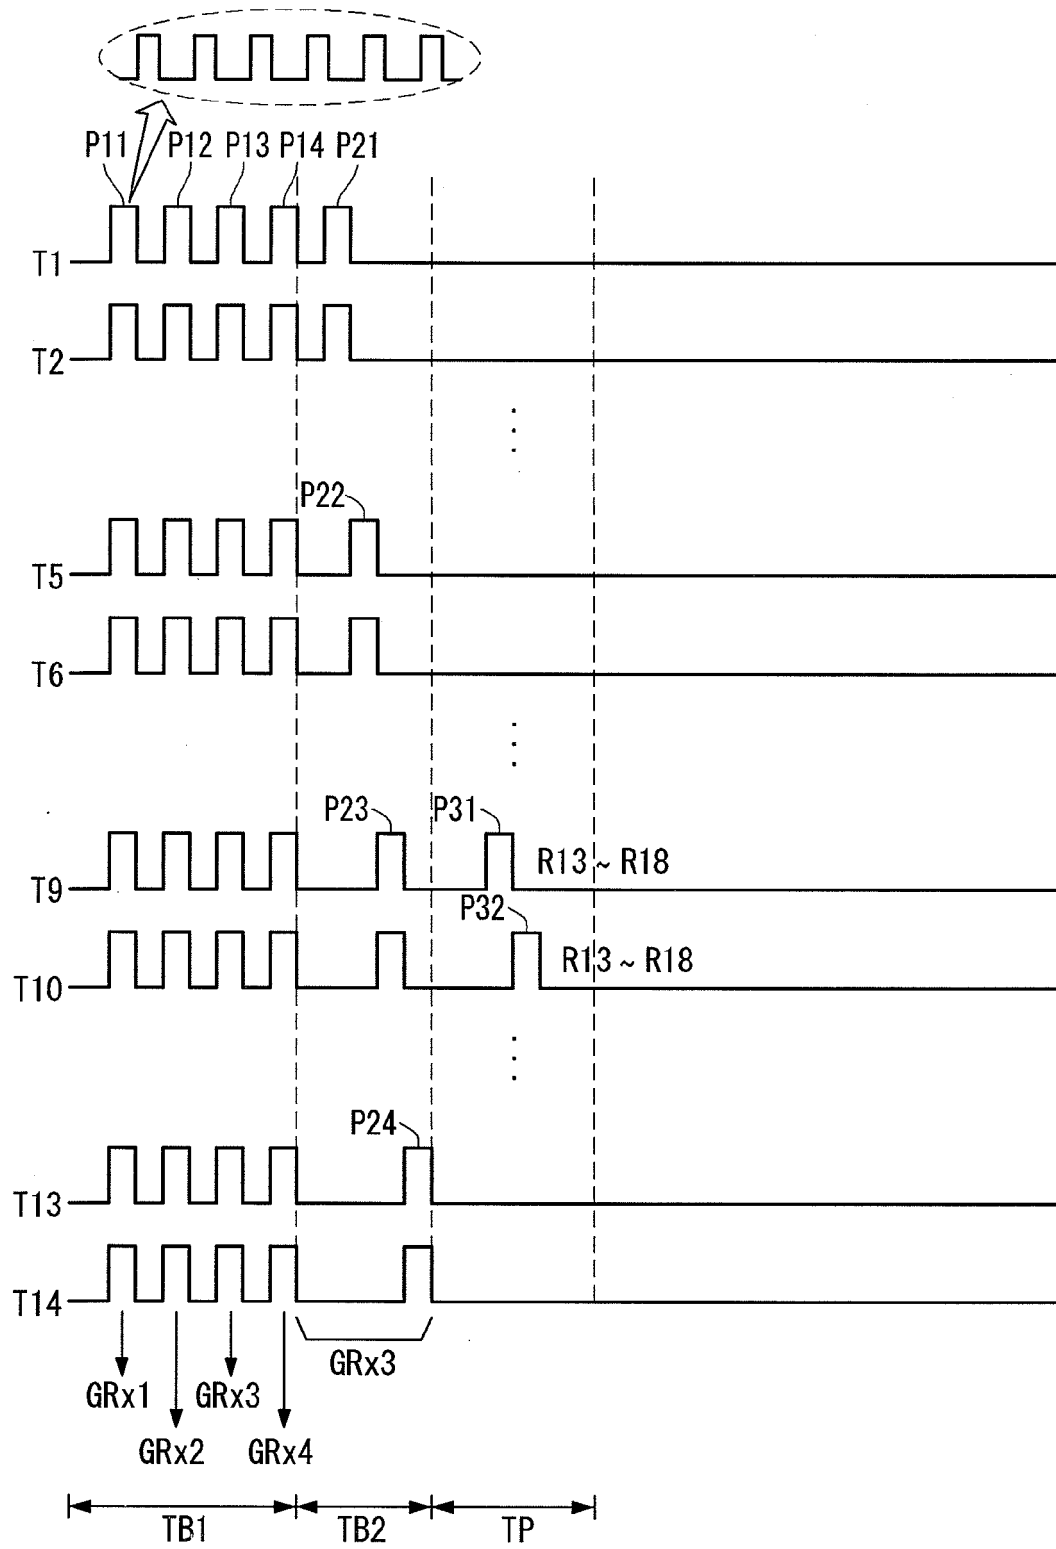 P11 P12 P13 P14 P21
T1
T2
P22
T5
T6
P23 P31
R13 ~ R18
T9
P32
R13 ~ R18
T10
P24
T13
T14
GRx3
GRx1 GRx3
GRx2 GRx4
TB1 TB2 TP